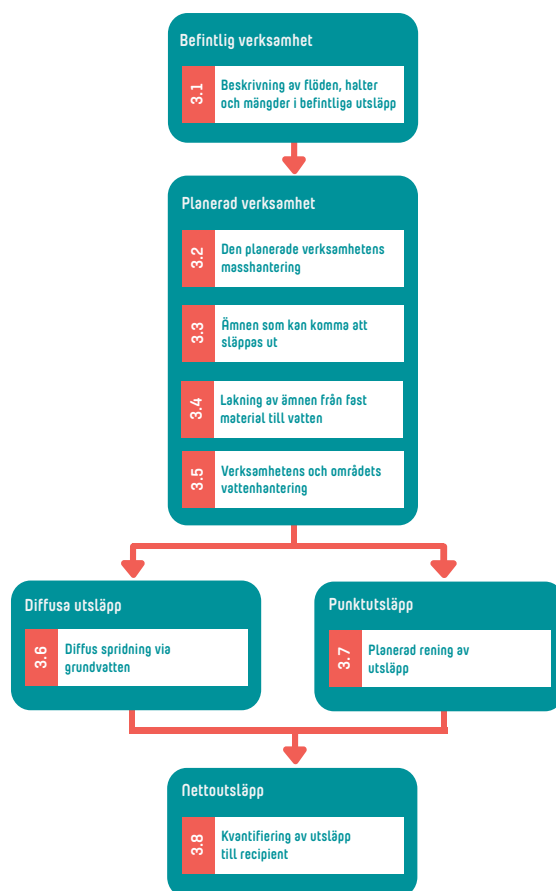 Befintlig verksamhet
3.1
Beskrivning av flöden, halter
och mängder i befintliga utsläpp
Planerad verksamhet
3.2
Den planerade verksamhetens
masshantering
3.3
Ämnen som kan komma att
släppas ut
3.4
Lakning av ämnen från fast
material till vatten
3.5
Verksamhetens och områdets
vattenhantering
Diffusa utsläpp
3.6
Diffus spridning via
grundvatten
Punktutsläpp
3.7
Planerad rening av
utsläpp
Nettoutsläpp
3.8
Kvantifiering av utsläpp
till recipient